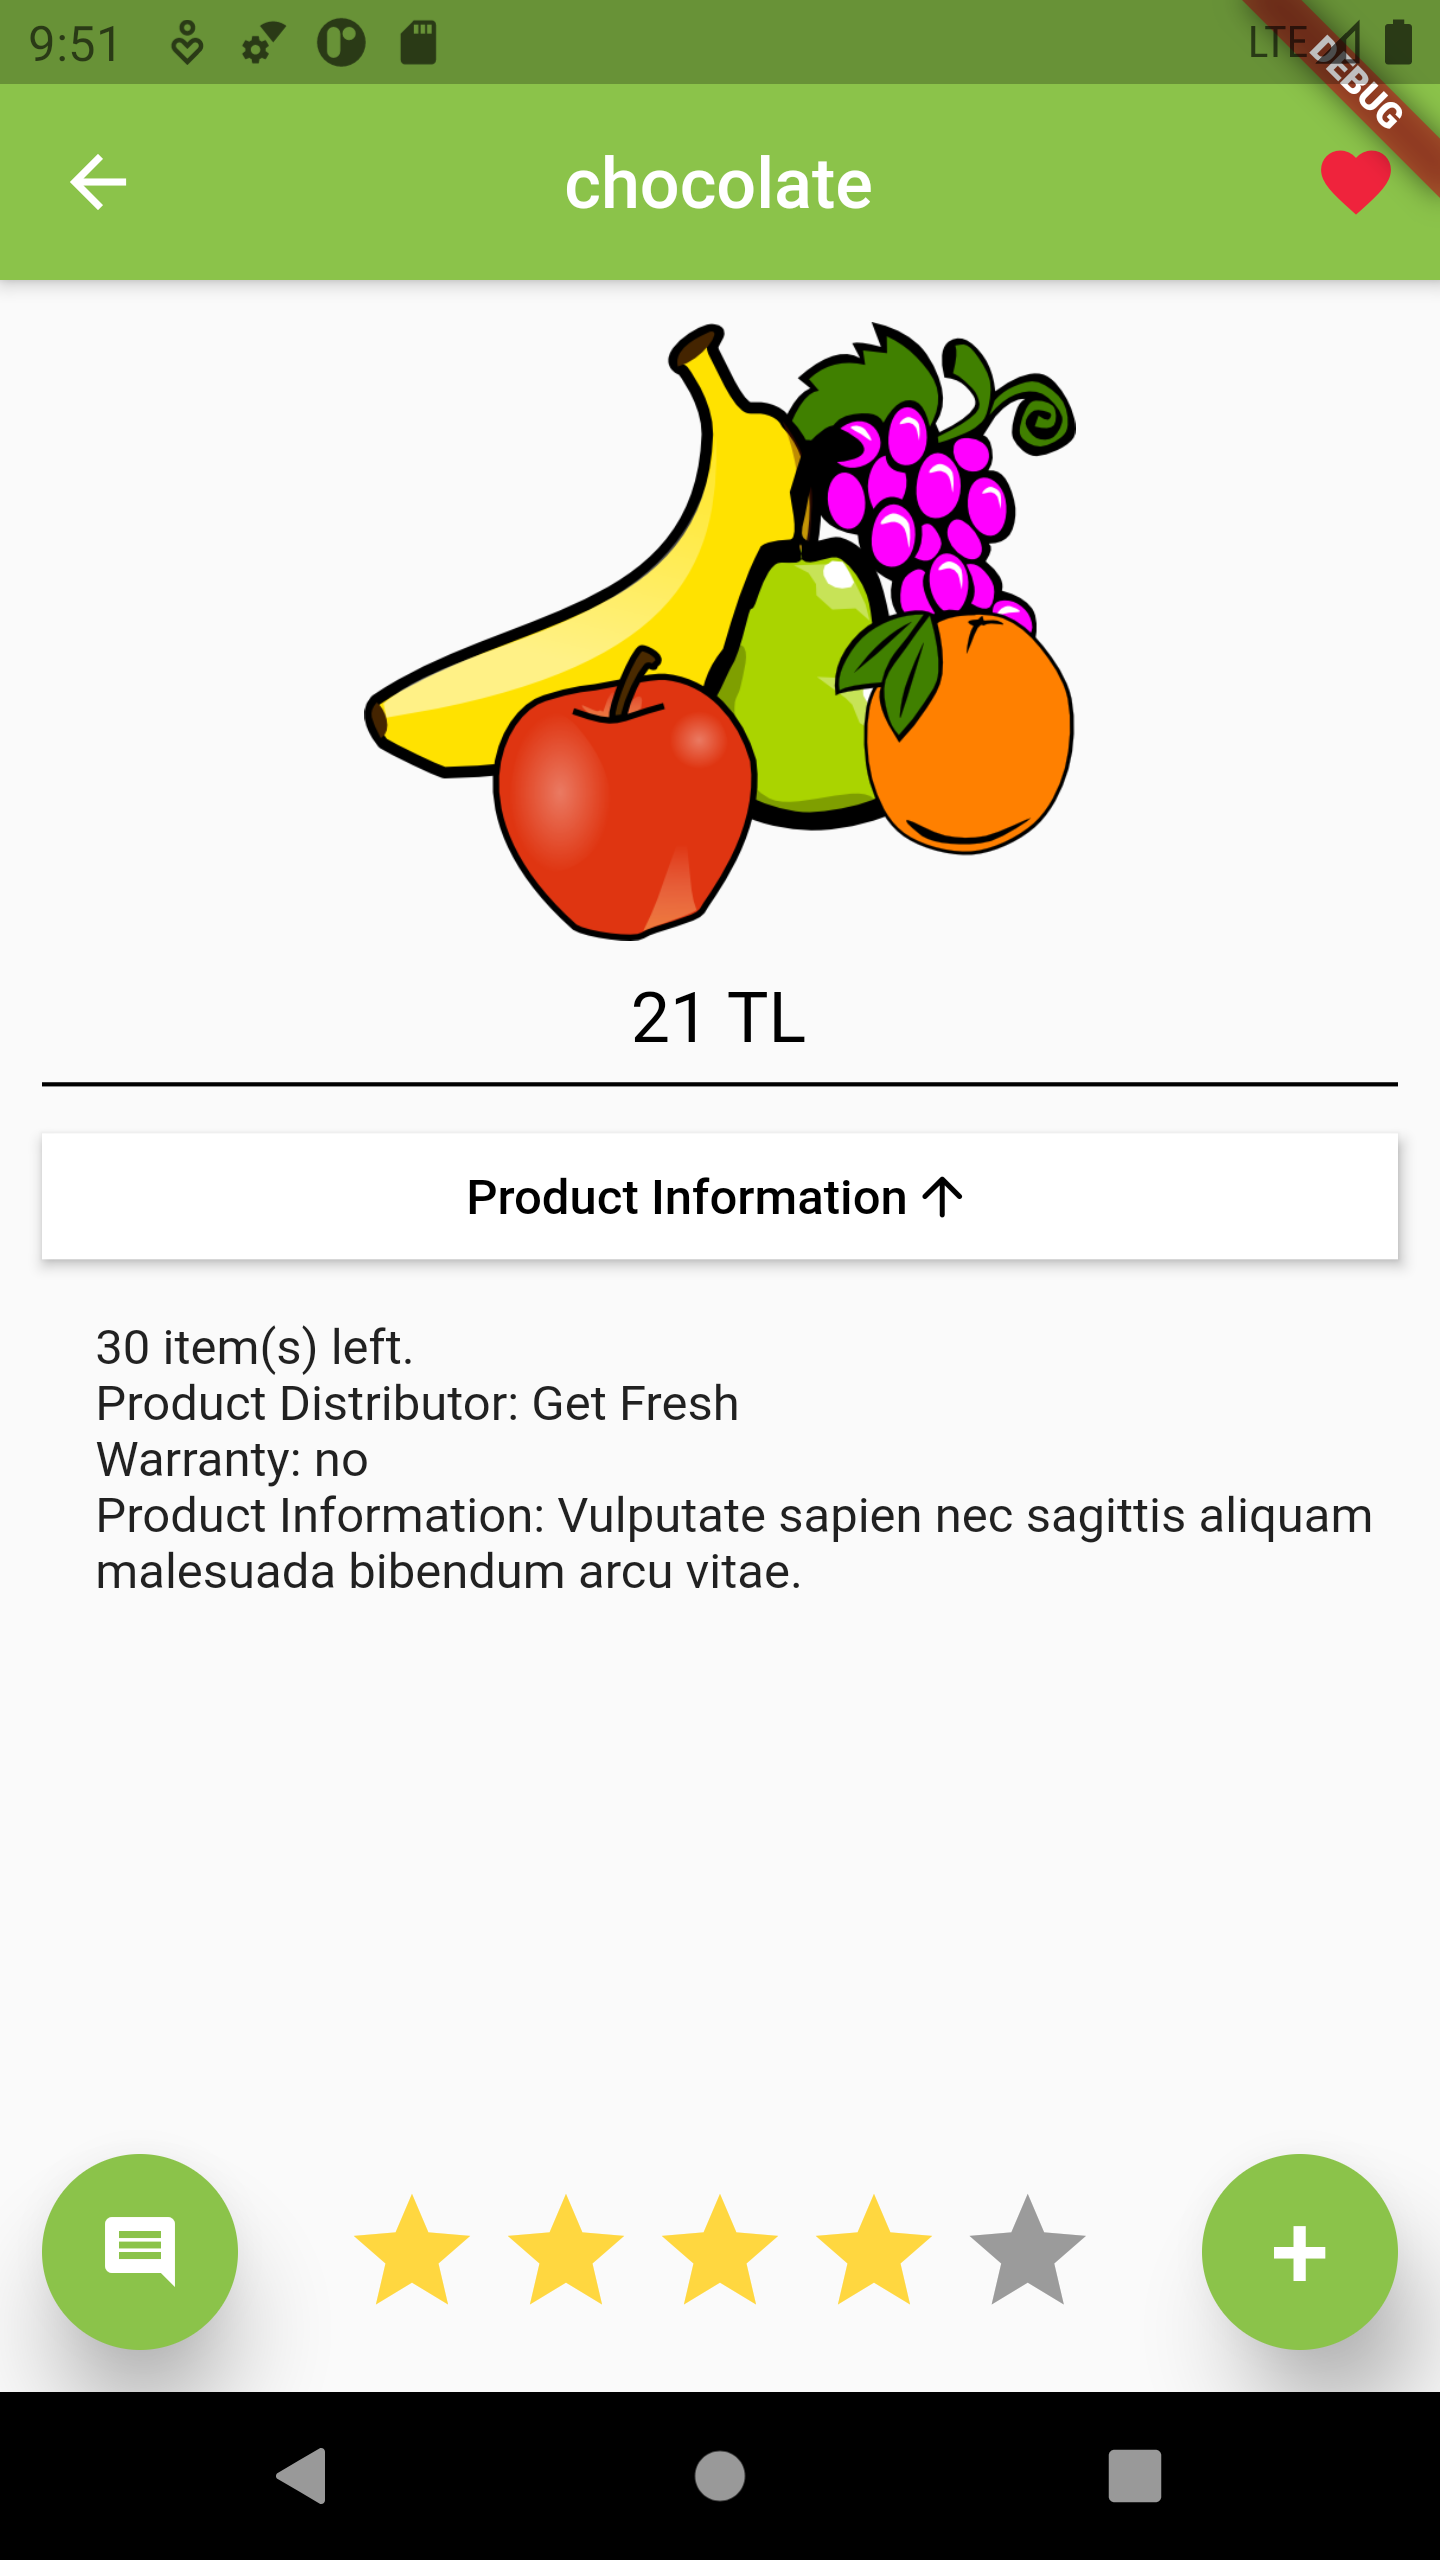 9:51
LTE
DEBUG
chocolate
21 TL
Product Information
30 item(s) left.
Product Distributor: Get Fresh
Warranty: no
Product Information: Vulputate sapien nec sagittis aliquam
malesuada bibendum arcu vitae.